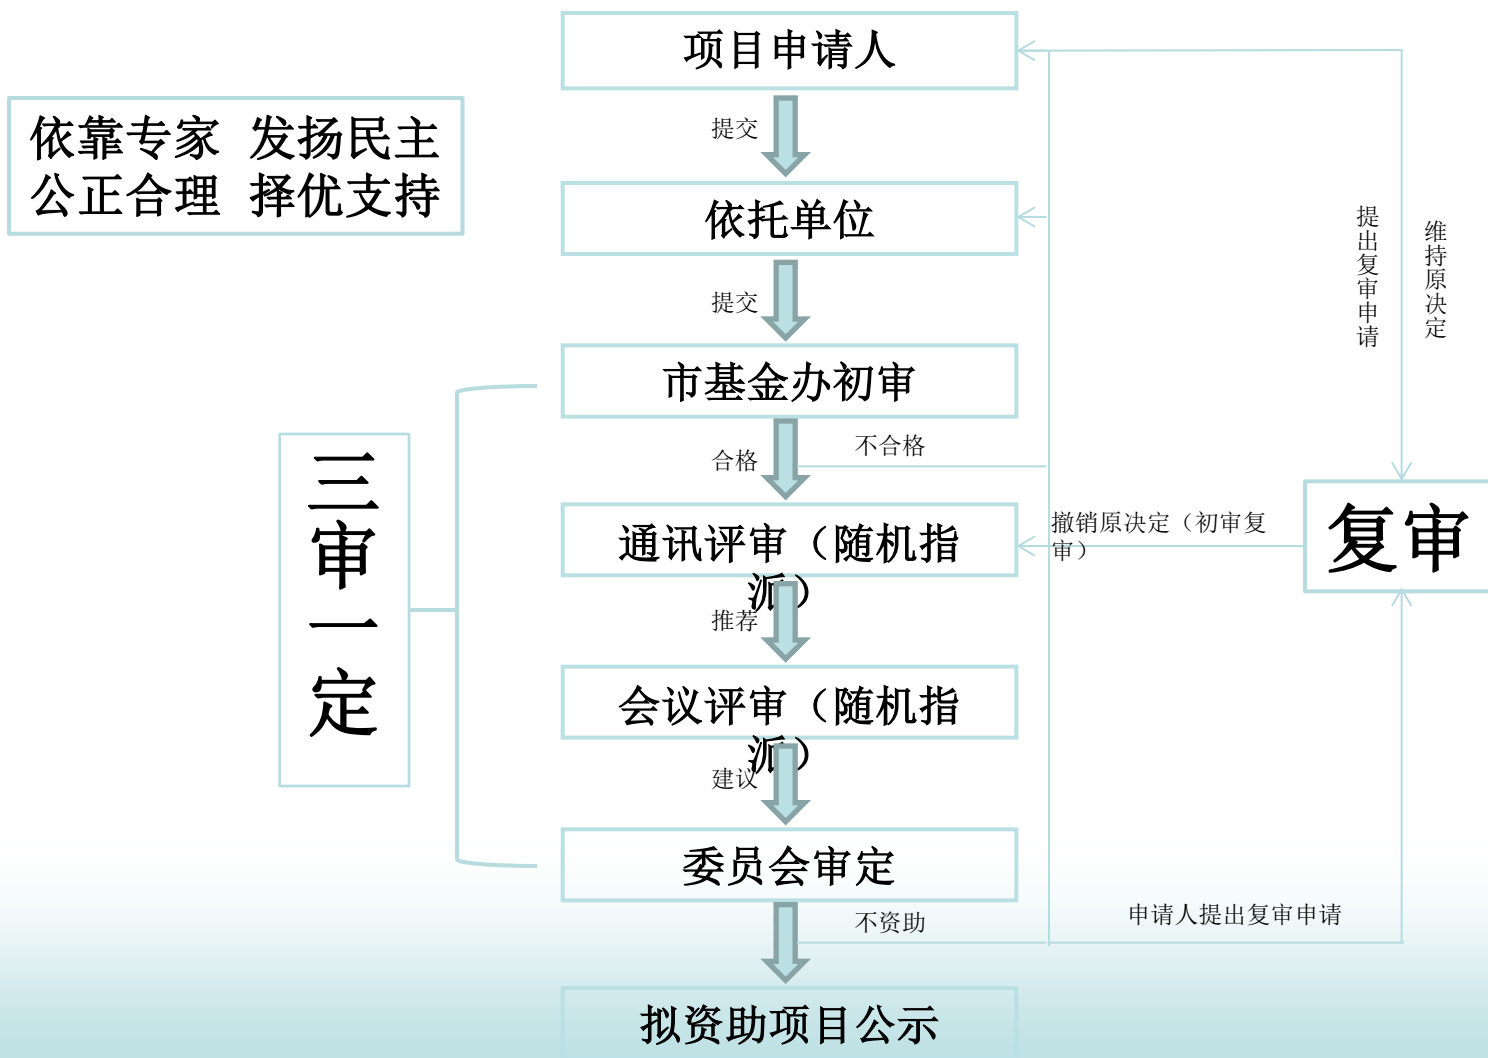 项目申请人
依靠专家 发扬民主
公正合理 择优支持
提交
依托单位
提出复审申请
维持原决定
提交
市基金办初审
合格
不合格
三审一定
通讯评审（随机指
派）
撤销原决定（初审复
审）
复审
推荐
会议评审（随机指
派）
建议
委员会审定
不资助
申请人提出复审申请
拟资助项目公示